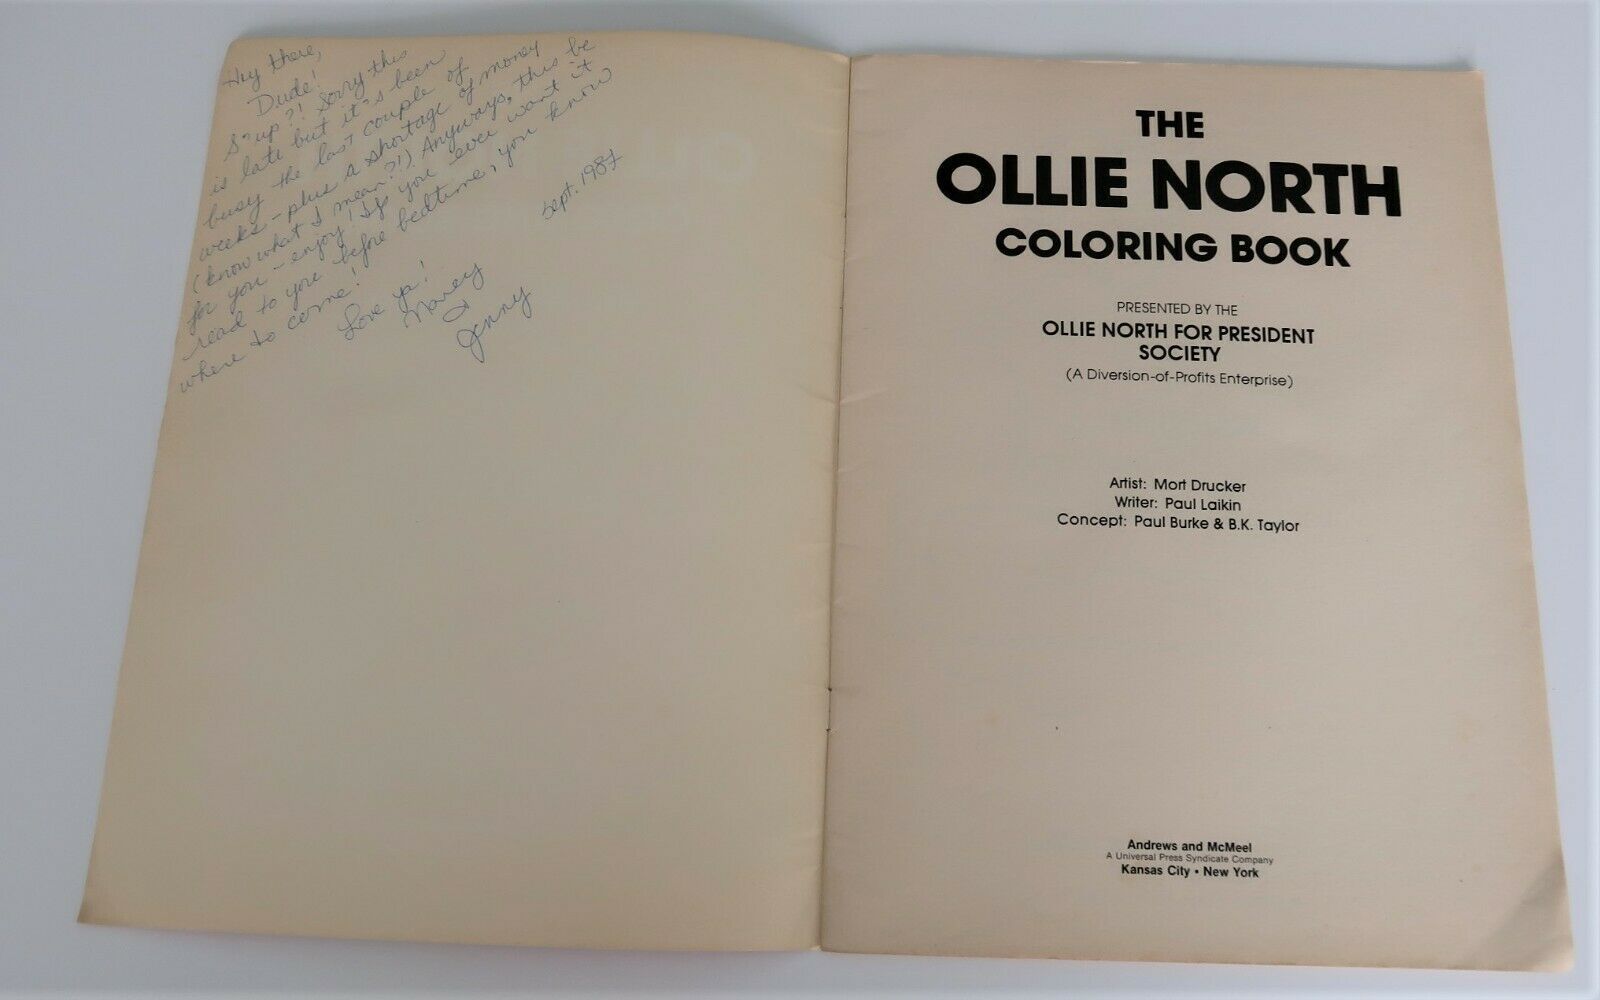 Hey there,
Dude!
S'up?! Sorry this
is late but it's been
busy the last couple of
weeks - plus a shortage of money
(know what I mean?!) Anyways, this be
for you - enjoy! If you ever want it
read to you before bedtime, you know
where to come!
Sept. 1987
Love ya!
Nancy
&
Jenny
THE
OLLIE NORTH
COLORING BOOK
PRESENTED BY THE
OLLIE NORTH FOR PRESIDENT
SOCIETY
(A Diversion-of-Profits Enterprise)
Artist: Mort Drucker
Writer: Paul Laikin
Concept: Paul Burke & B.K. Taylor
Andrews and McMeel
A Universal Press Syndicate Company
Kansas City • New York